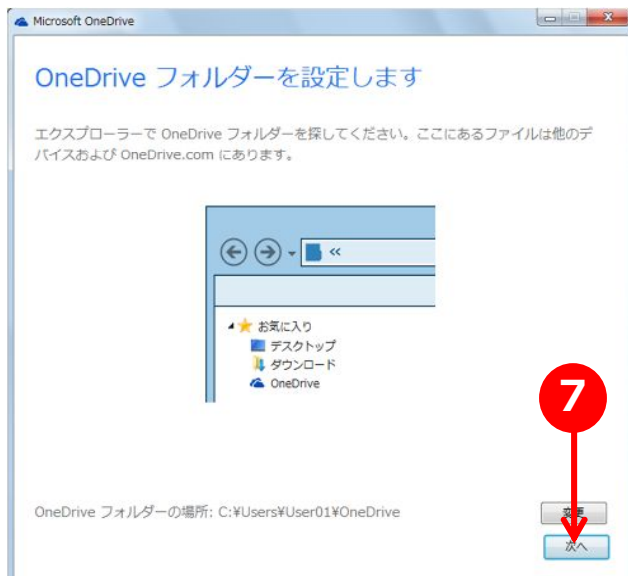 Microsoft OneDrive
OneDrive フォルダーを設定します
エクスプローラーで OneDrive フォルダーを探してください。ここにあるファイルは他のデ
バイスおよび OneDrive.com にあります。
«
お気に入り
デスクトップ
ダウンロード
OneDrive
7
OneDrive フォルダーの場所: C:¥Users¥User01¥OneDrive
変更
次へ